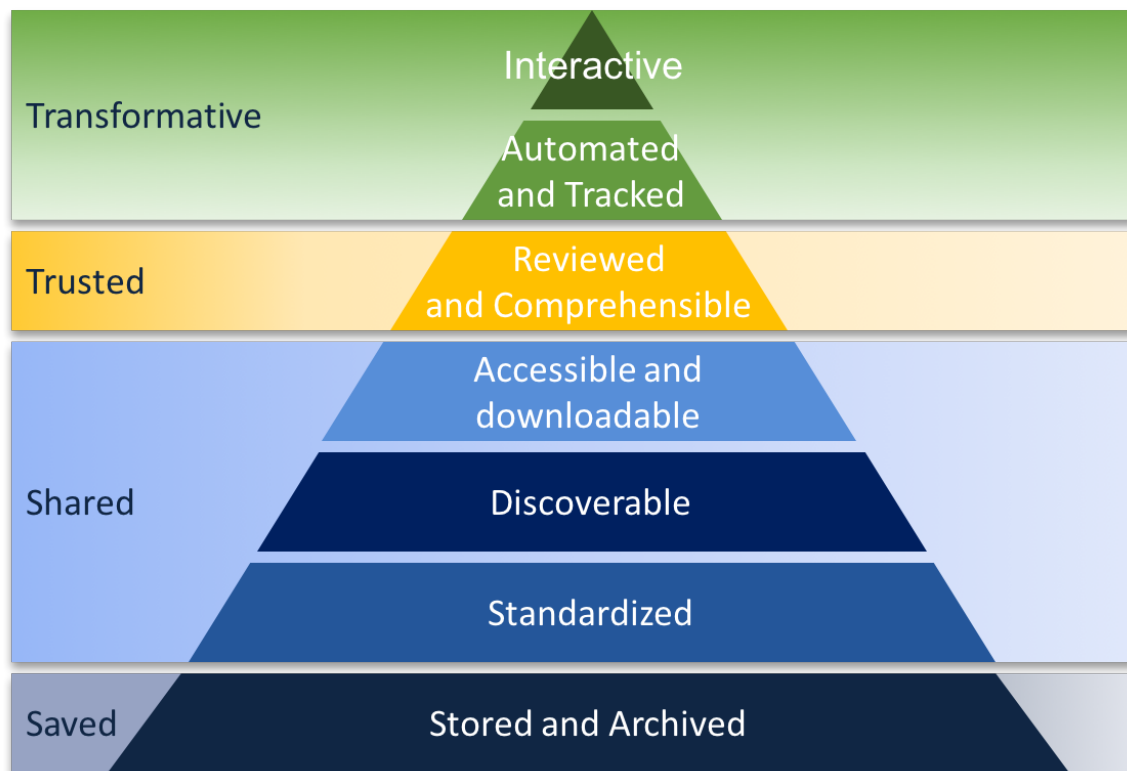 Interactive
Transformative
Automated
and Tracked
Trusted
Reviewed
and Comprehensible
Accessible and
downloadable
Shared
Discoverable
Standardized
Saved
Stored and Archived